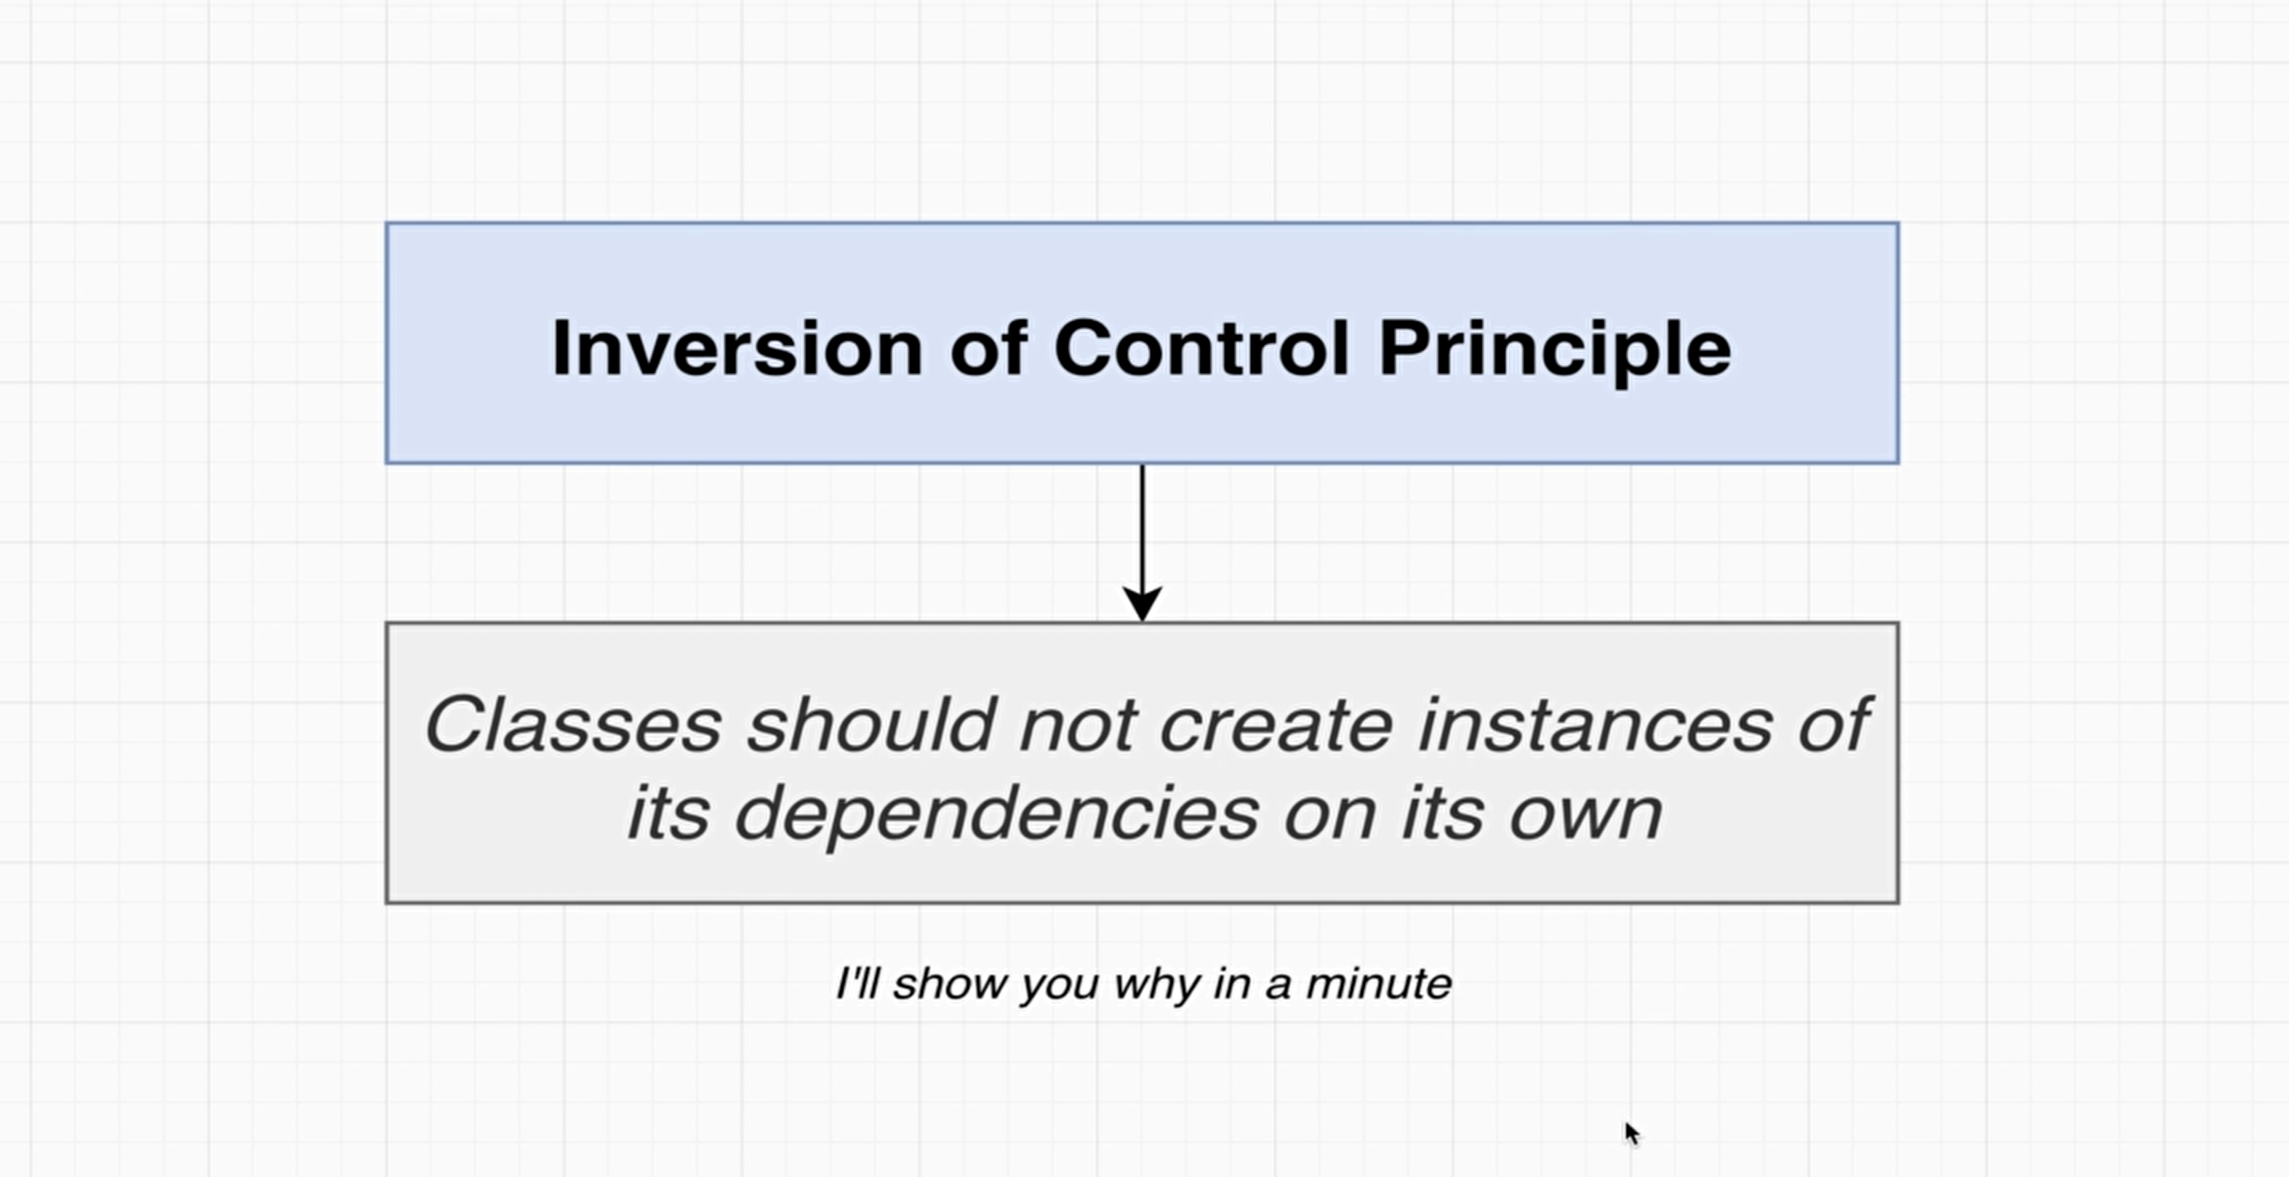 Inversion of Control Principle
Classes should not create instances of
its dependencies on its own
I'll show you why in a minute